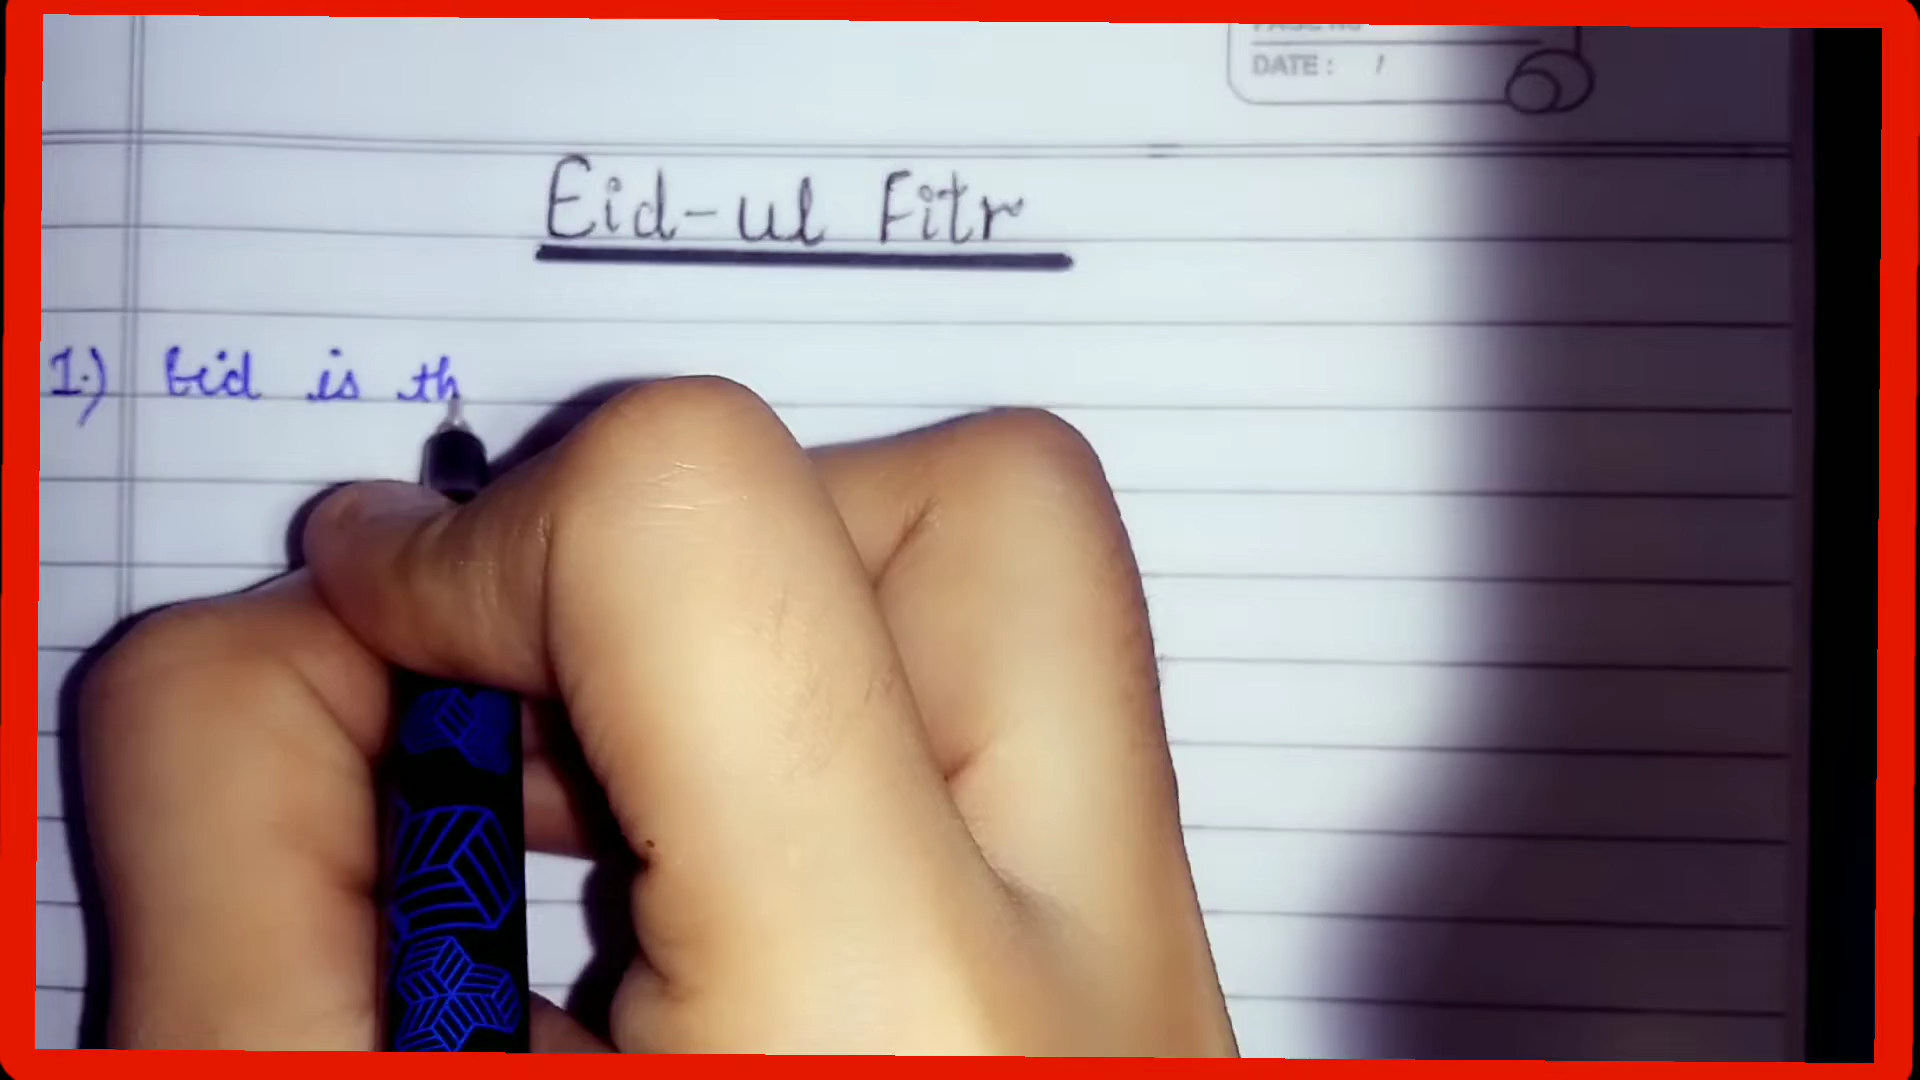 DATE : /
Eid-ul Fitr
1.) Eid is th